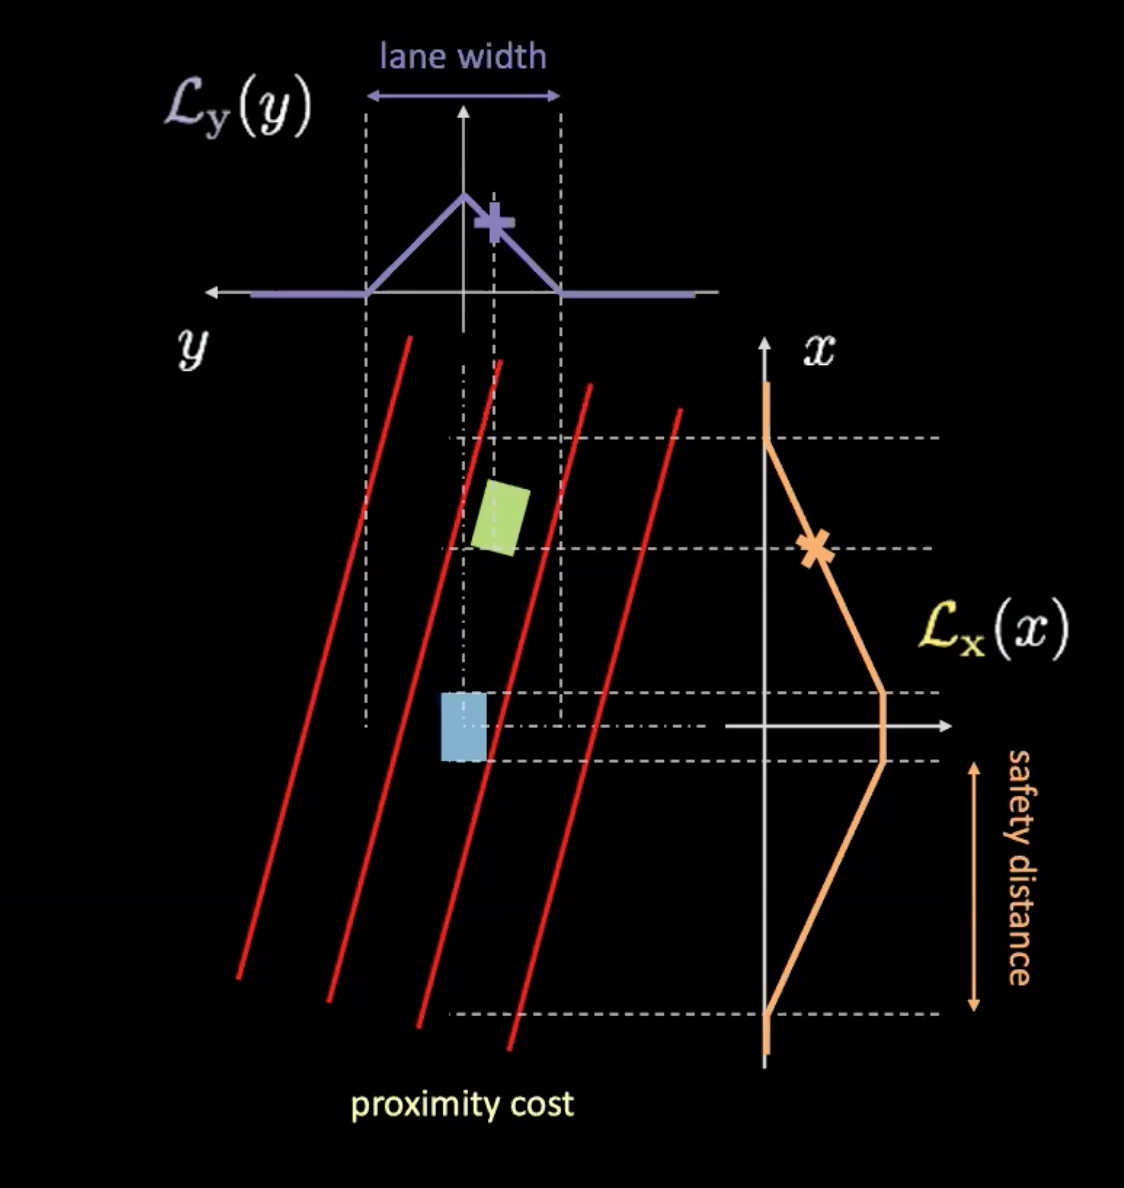 lane width
ℒy(y)
y
x
ℒx(x)
safety distance
proximity cost